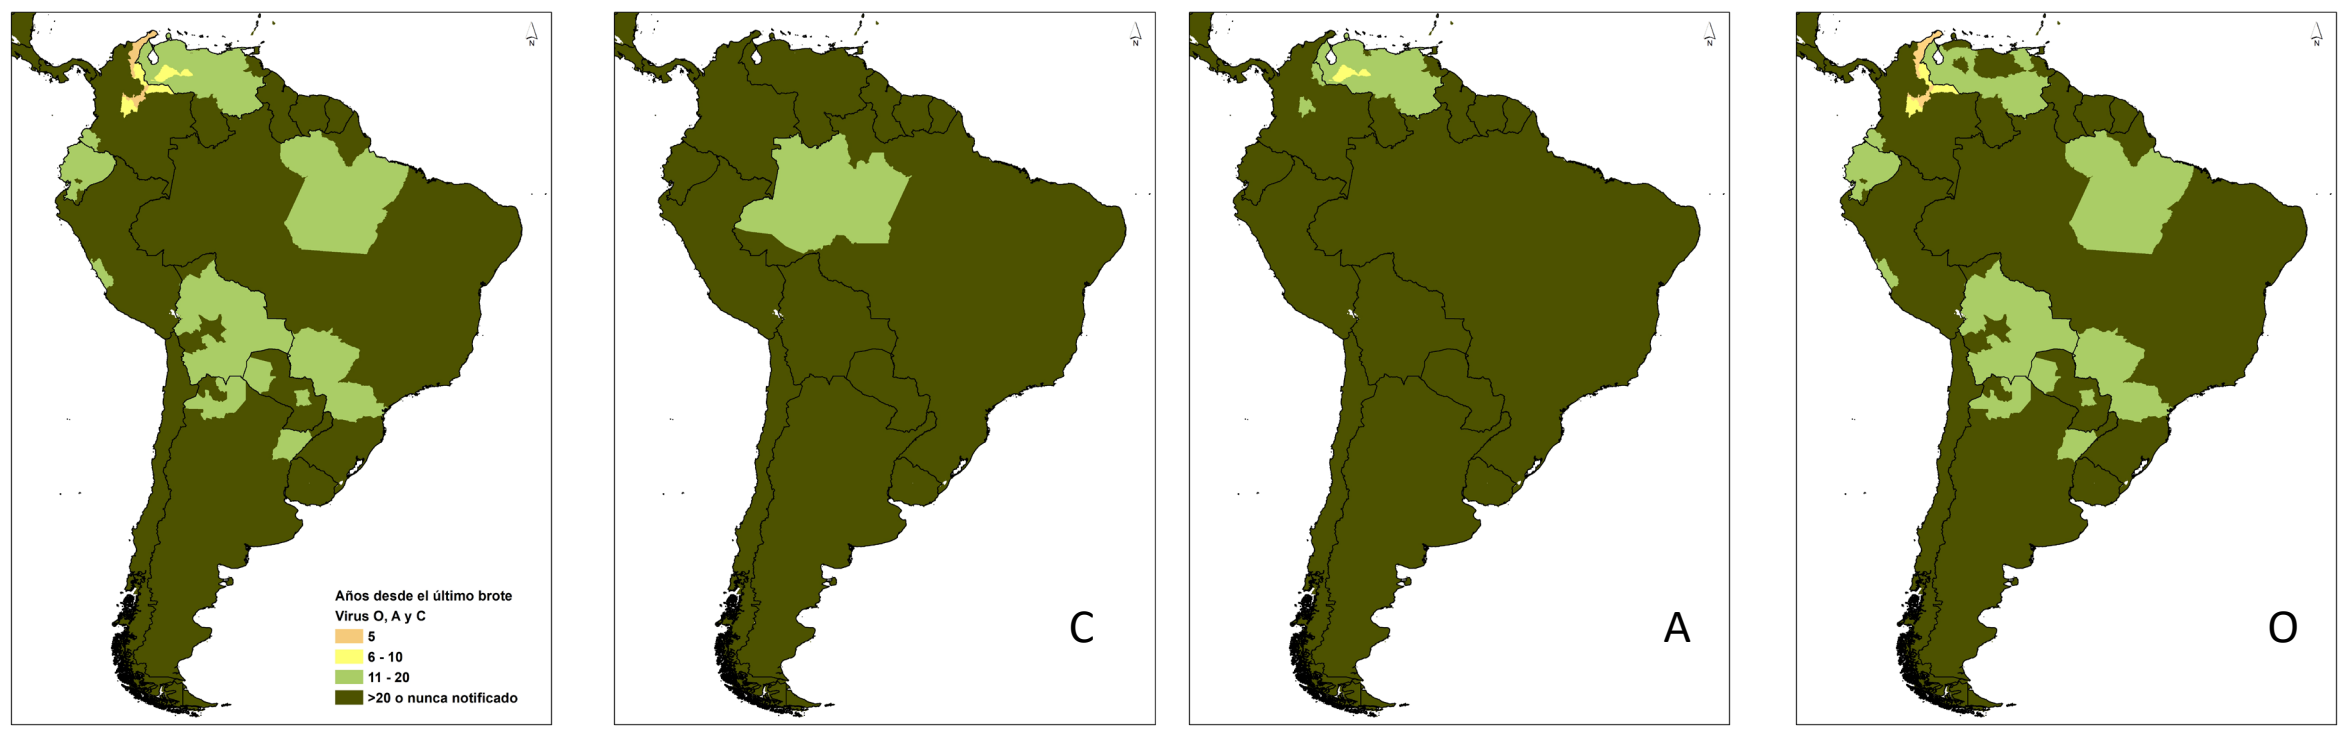 N
N
N
N
Años desde el último brote
Virus O, A y C
5
6 - 10
11 - 20
>20 o nunca notificado
C
A
O